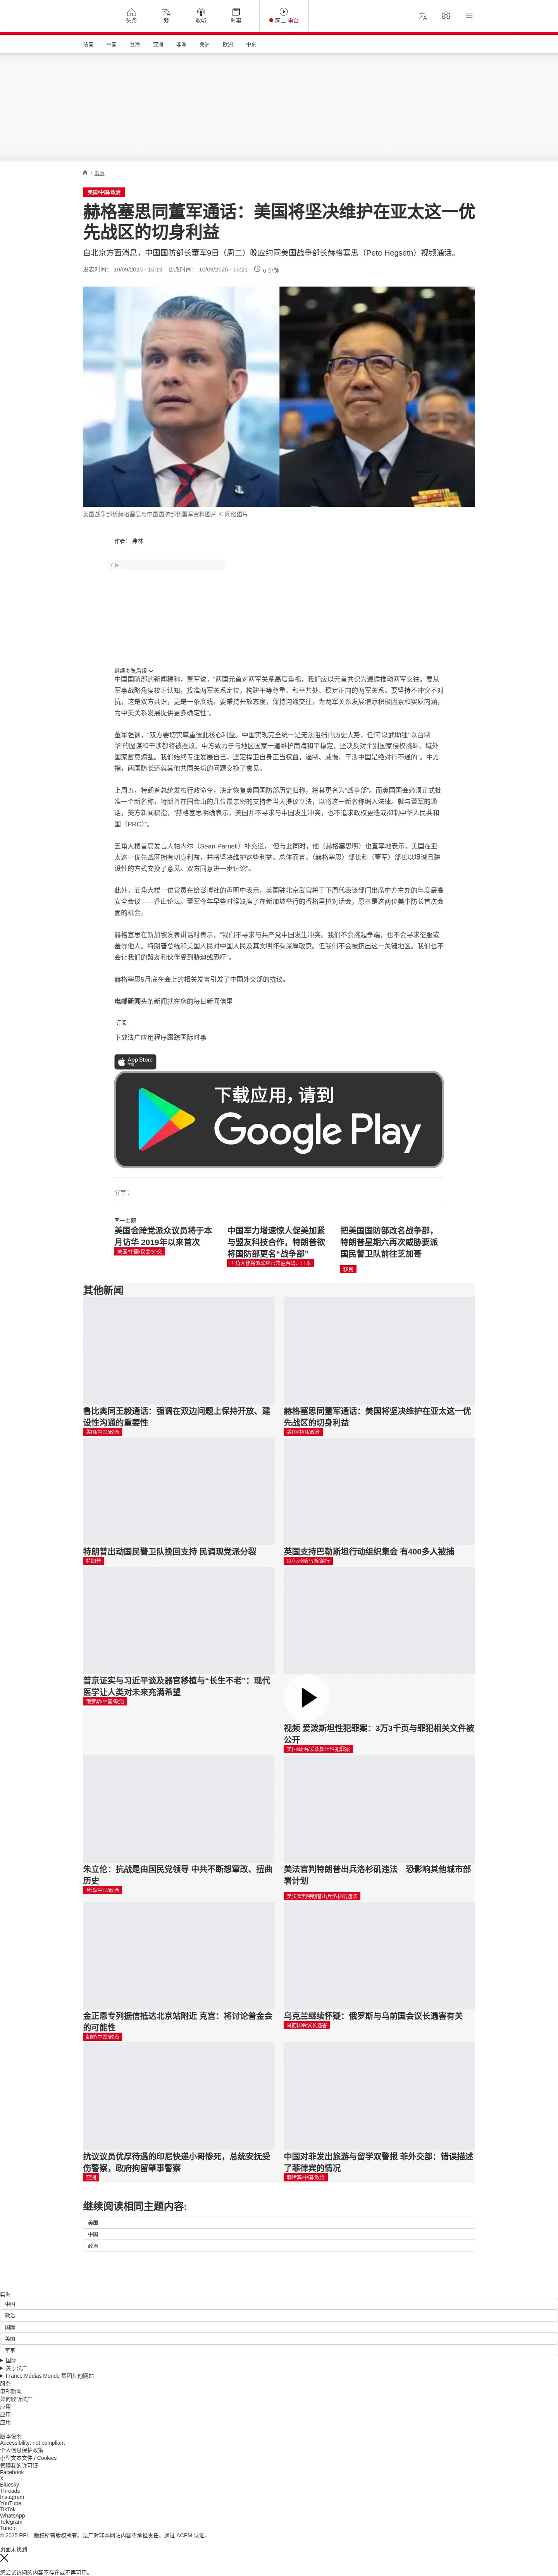 头条
繁
收听
时事
网上 电台
法国
中国
台海
亚洲
非洲
美洲
欧洲
中东
/ 政治
美国/中国/政治
赫格塞思同董军通话：美国将坚决维护在亚太这一优
先战区的切身利益
自北京方面消息，中国国防部长董军9日（周二）晚应约同美国战争部长赫格塞思（Pete Hegseth）视频通话。
发表时间： 10/09/2025 - 15:19 更改时间： 10/09/2025 - 16:21 6 分钟
美国战争部长赫格塞思与中国国防部长董军资料图片 © 网络图片
作者： 弗林
广告
继续浏览后续
中国国防部的新闻稿称，董军说，“两国元首对两军关系高度重视，我们应以元首共识为遵循推动两军交往。要从
军事战略角度校正认知，找准两军关系定位，构建平等尊重、和平共处、稳定正向的两军关系。要坚持不冲突不对
抗，这是双方共识，更是一条底线。要秉持开放态度，保持沟通交往，为两军关系发展增添积极因素和实质内涵，
为中美关系发展提供更多确定性”。
董军强调，“双方要切实尊重彼此核心利益。中国实现完全统一是无法阻挡的历史大势，任何‘以武助独’‘以台制
华’的图谋和干涉都将被挫败。中方致力于与地区国家一道维护南海和平稳定，坚决反对个别国家侵权挑衅、域外
国家蓄意煽乱。我们始终专注发展自己，坚定捍卫自身正当权益，遏制、威慑、干涉中国是绝对行不通的”。中方
指，两国防长还就其他共同关切的问题交换了意见。
上周五，特朗普总统发布行政命令，决定恢复美国国防部历史旧称。将其更名为“战争部”。而美国国会必须正式批
准一个新名称，特朗普在国会山的几位最亲密的支持者当天提议立法，以将这一新名称编入法律。就与董军的通
话，美方新闻稿指，“赫格塞思明确表示，美国并不寻求与中国发生冲突，也不追求政权更迭或抑制中华人民共和
国（PRC）”。
五角大楼首席发言人帕内尔（Sean Parnell）补充道，“但与此同时，他（赫格塞思明）也直率地表示，美国在亚
太这一优先战区拥有切身利益，并将坚决维护这些利益。总体而言，（赫格塞思）部长和（董军）部长以坦诚且建
设性的方式交换了意见。双方同意进一步讨论”。
此外，五角大楼一位官员在给彭博社的声明中表示，美国驻北京武官将于下周代表该部门出席中方主办的年度最高
安全会议——香山论坛。董军今年早些时候缺席了在新加坡举行的香格里拉对话会，原本是这两位美中防长首次会
面的机会。
赫格塞思在新加坡发表讲话时表示，“我们不寻求与共产党中国发生冲突。我们不会挑起争端，也不会寻求征服或
羞辱他人。特朗普总统和美国人民对中国人民及其文明怀有深厚敬意。但我们不会被挤出这一关键地区。我们也不
会让我们的盟友和伙伴受到胁迫或恐吓”。
赫格塞思5月底在会上的相关发言引发了中国外交部的抗议。
电邮新闻头条新闻就在您的每日新闻信里
订阅
下载法广应用程序跟踪国际时事
App Store
下载
下载应用，请到
Google Play
分享 :
同一主题
美国会跨党派众议员将于本
月访华 2019年以来首次
美国/中国/议会/外交
中国军力增速惊人促美加紧
与盟友科技合作，特朗普欲
将国防部更名“战争部”
五角大楼将派驻模官常驻台湾、日本
把美国国防部改名战争部，
特朗普星期六再次威胁要派
国民警卫队前往芝加哥
移民
其他新闻
鲁比奥同王毅通话：强调在双边问题上保持开放、建
设性沟通的重要性
美国/中国/政治
赫格塞思同董军通话：美国将坚决维护在亚太这一优
先战区的切身利益
美国/中国/政治
特朗普出动国民警卫队挽回支持 民调现党派分裂
特朗普
英国支持巴勒斯坦行动组织集会 有400多人被捕
以色列/哈马斯/游行
普京证实与习近平谈及器官移植与“长生不老”：现代
医学让人类对未来充满希望
俄罗斯/中国/政治
视频 爱泼斯坦性犯罪案：3万3千页与罪犯相关文件被
公开
美国/政治/爱泼斯坦性犯罪案
朱立伦：抗战是由国民党领导 中共不断想窜改、扭曲
历史
台湾/中国/政治
美法官判特朗普出兵洛杉矶违法 恐影响其他城市部
署计划
美法官判特朗普出兵洛杉矶违法
金正恩专列据信抵达北京站附近 克宫：将讨论普金会
的可能性
朝鲜/中国/政治
乌克兰继续怀疑：俄罗斯与乌前国会议长遇害有关
乌前国会议长遇害
抗议议员优厚待遇的印尼快递小哥惨死，总统安抚受
伤警察，政府拘留肇事警察
亚洲
中国对菲发出旅游与留学双警报 菲外交部：错误描述
了菲律宾的情况
菲律宾/中国/政治
继续阅读相同主题内容:
美国
中国
政治
实时
中国
政治
国际
美国
军事
国际
关于法广
France Médias Monde 集团其他网站
服务
电邮新闻
如何收听法广
应用
应用
应用
版本说明
Accessibility: not compliant
个人信息保护政策
小型文本文件 / Cookies
管理我的许可证
Facebook
X
Bluesky
Threads
Instagram
YouTube
TikTok
WhatsApp
Telegram
TuneIn
© 2025 RFI – 版权所有版权所有。法广对非本网站内容不承担责任。通过 ACPM 认证。
页面未找到
您尝试访问的内容不存在或不再可用。